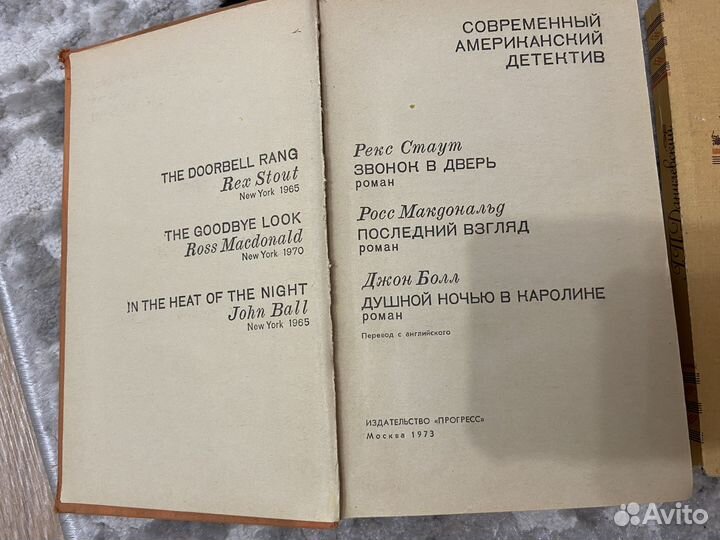 THE DOORBELL RANG
Rex Stout
New York 1965
THE GOODBYE LOOK
Ross Macdonald
New York 1970
IN THE HEAT OF THE NIGHT
John Ball
New York 1965
СОВРЕМЕННЫЙ
АМЕРИКАНСКИЙ
ДЕТЕКТИВ
Рекс Стаут
ЗВОНОК В ДВЕРЬ
роман
Росс Макдональд
ПОСЛЕДНИЙ ВЗГЛЯД
роман
Джон Болл
ДУШНОЙ НОЧЬЮ В КАРОЛИНЕ
роман
Перевод с английского
ИЗДАТЕЛЬСТВО «ПРОГРЕСС»
Москва 1973
Г.П. Данилевский
Avito